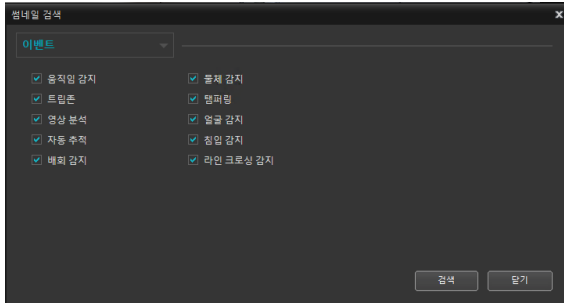 썸네일 검색
x
이벤트
움직임 감지 물체 감지
트립존 탬퍼링
영상 분석 얼굴 감지
자동 추적 침입 감지
배회 감지 라인 크로싱 감지
검색 닫기